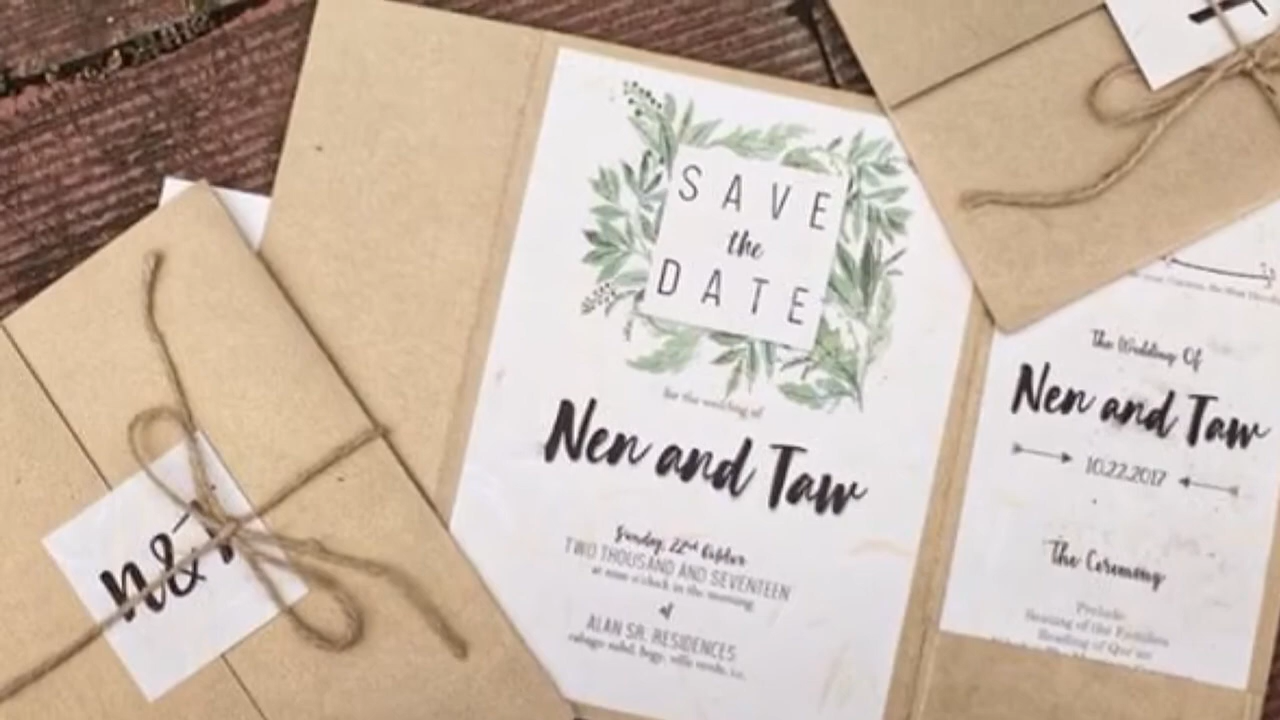 SAVE
the
DATE
for the wedding of
Nen and Taw
Sunday, 22nd October
TWO THOUSAND AND SEVENTEEN
at nine o'clock in the morning
at
ALAN SR. RESIDENCES
n&T
The Wedding Of
Nen and Taw
10.22.2017
The Ceremony
Prelude
Seating of the Families
Reading of Qur'an